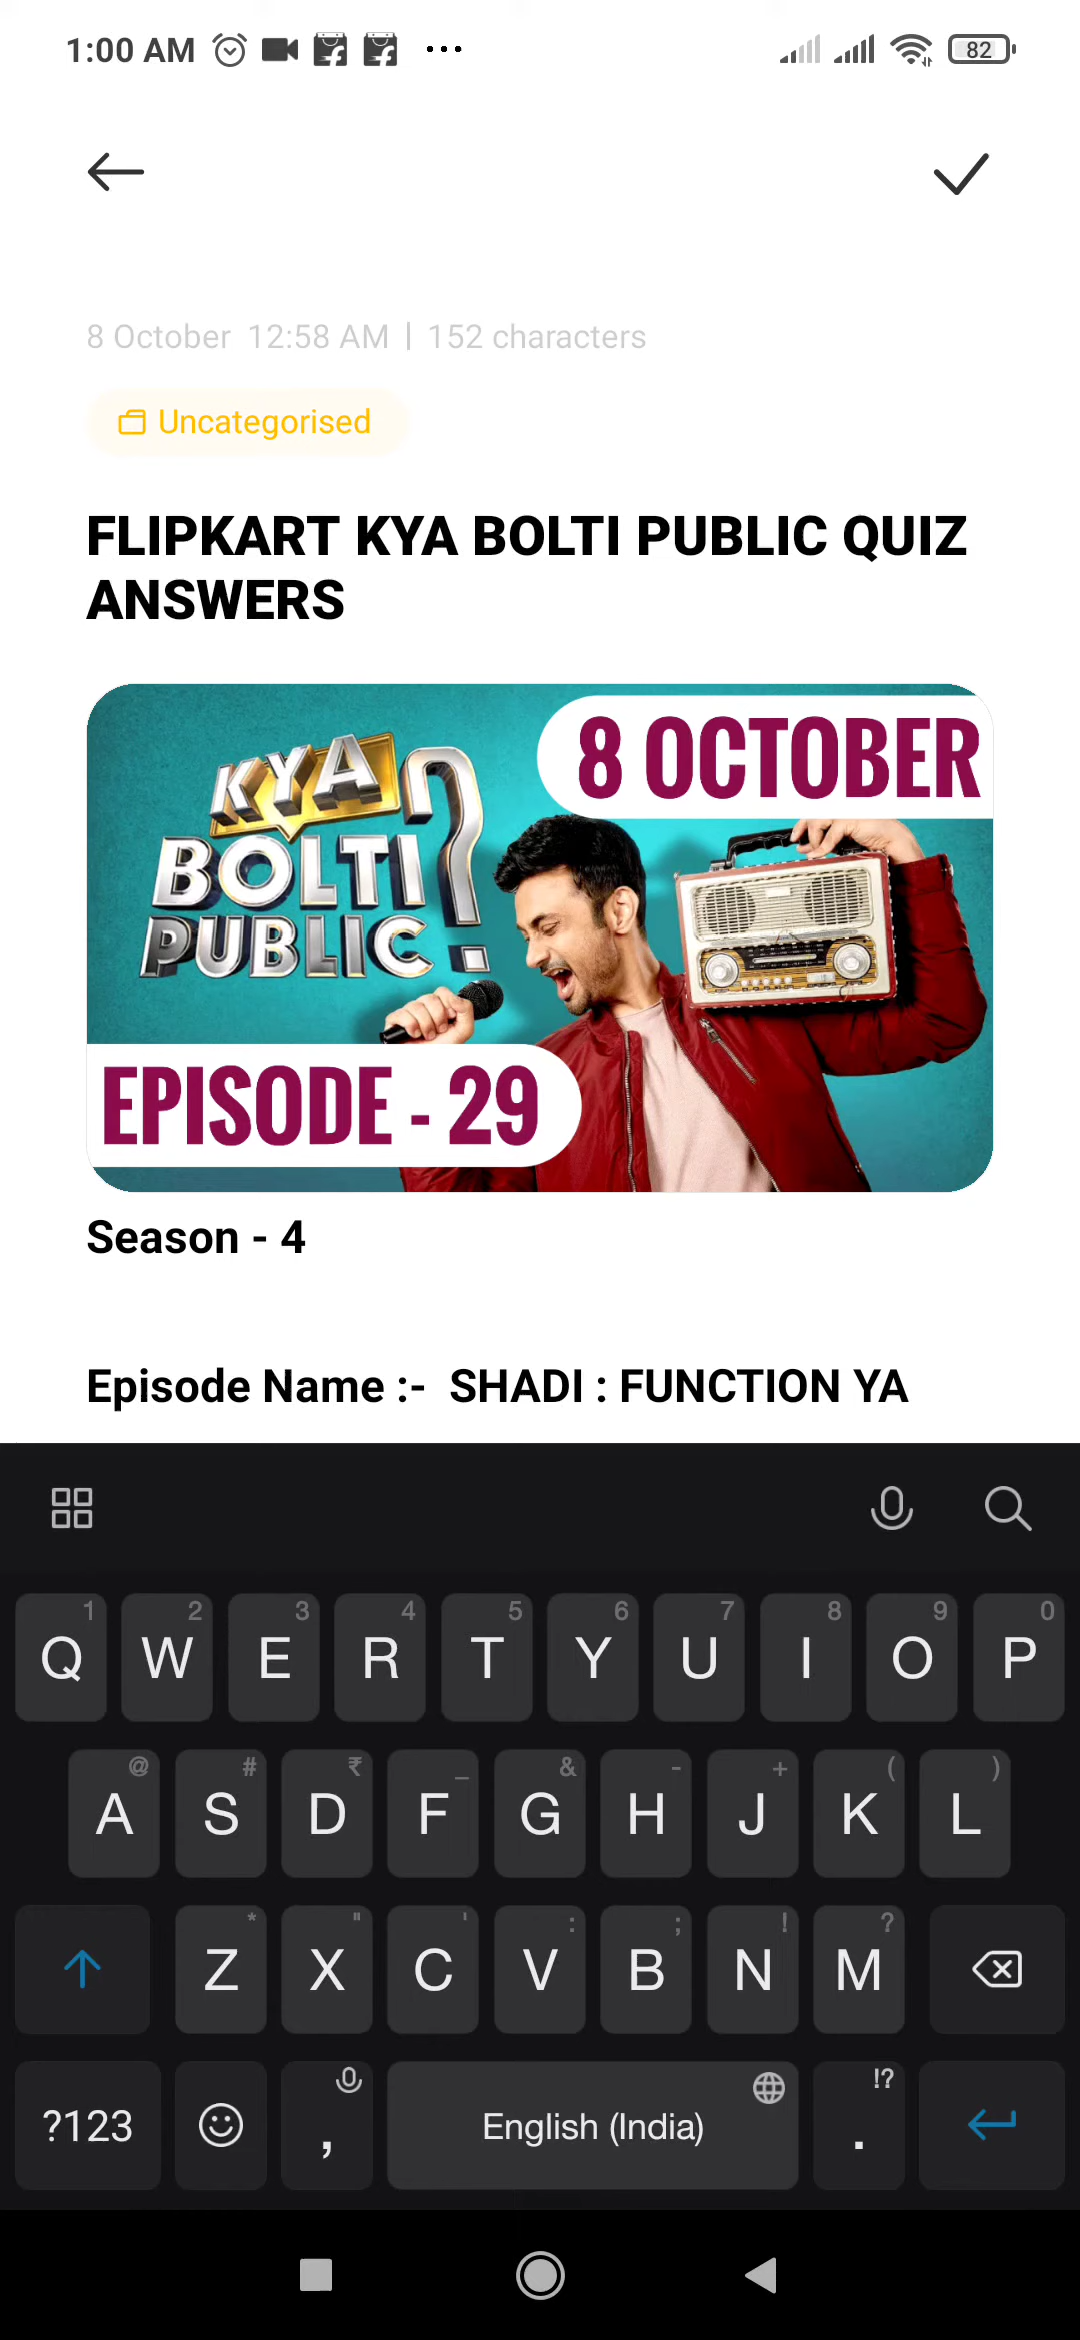 1:00 AM
82
8 October 12:58 AM | 152 characters
Uncategorised
FLIPKART KYA BOLTI PUBLIC QUIZ
ANSWERS
8 OCTOBER
KYA
BOLTI
PUBLIC ?
EPISODE - 29
Season - 4
Episode Name :- SHADI : FUNCTION YA
1 2 3 4 5 6 7 8 9 0
Q W E R T Y U I O P
@ # ₹ _ & - + ( )
A S D F G H J K L
* " ' : ; ! ?
Z X C V B N M
!?
?123 , English (India) .